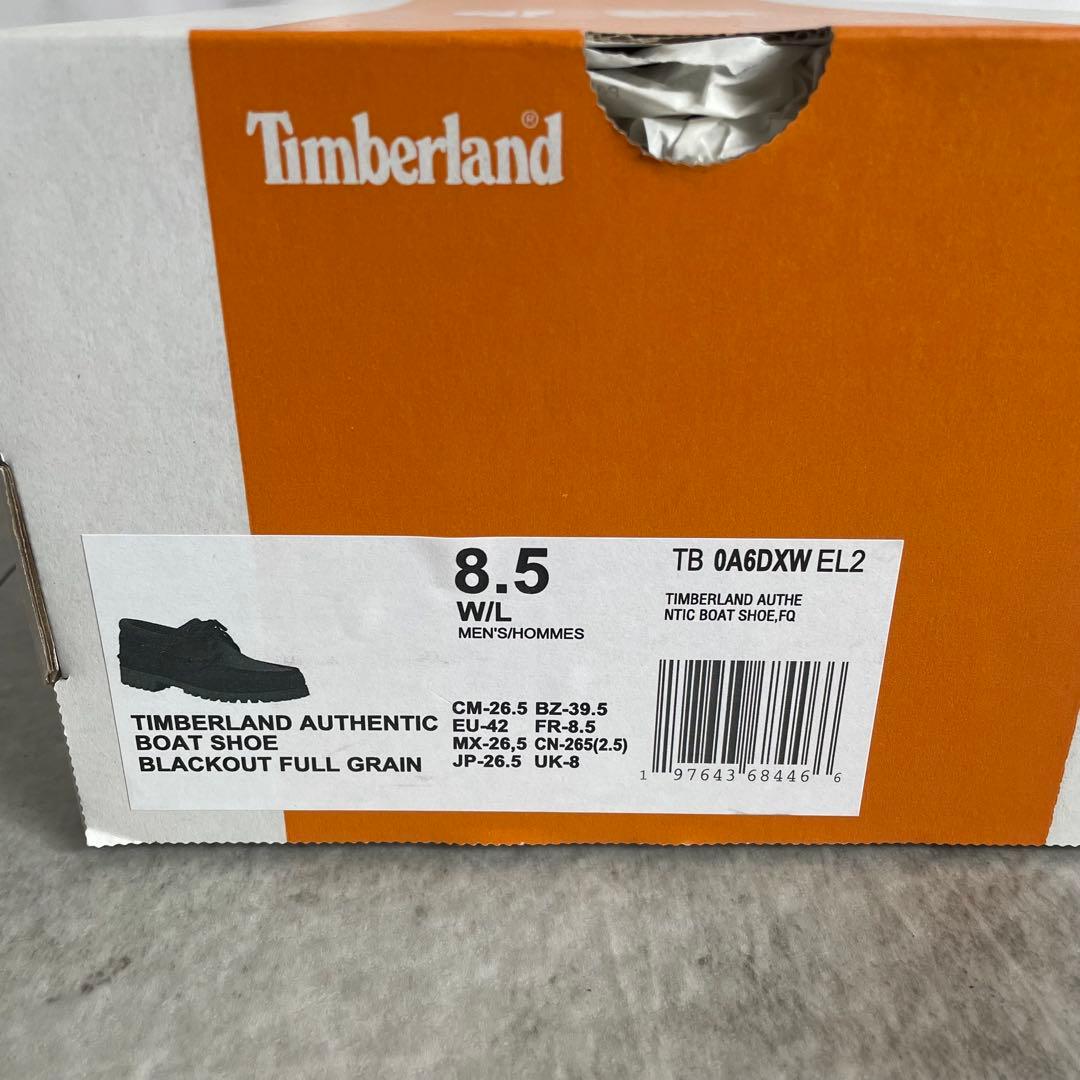 Timberland®
8.5
W/L
MEN'S/HOMMES
TB 0A6DXW EL2
TIMBERLAND AUTHE
NTIC BOAT SHOE,FQ
TIMBERLAND AUTHENTIC
BOAT SHOE
BLACKOUT FULL GRAIN
CM-26.5 BZ-39.5
EU-42 FR-8.5
MX-26,5 CN-265(2.5)
JP-26.5 UK-8
1 97643 68446 6